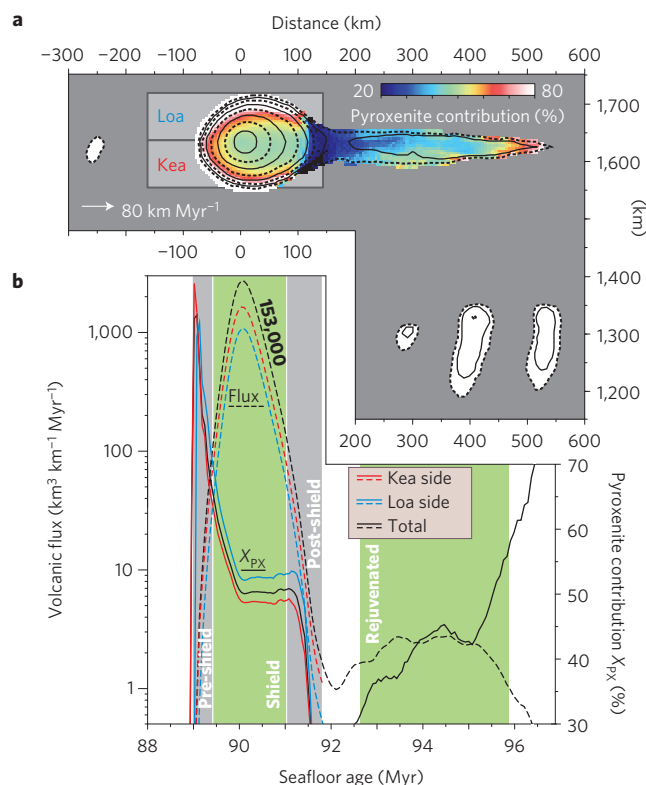 a
Distance (km)
−300 −200 −100 0 100 200 300 400 500 600
20 80
Pyroxenite contribution (%)
Loa
Kea
80 km Myr⁻¹
1,700
1,600
(km)
1,400
1,300
1,200
−100 0 100
200 300 400 500 600
b
Volcanic flux (km³ km⁻¹ Myr⁻¹)
1,000
100
10
1
153,000
Flux
X_PX
Pre-shield
Shield
Post-shield
Rejuvenated
Kea side
Loa side
Total
70
60
50
40
30
Pyroxenite contribution X_PX (%)
88 90 91 92 94 95 96
Seafloor age (Myr)